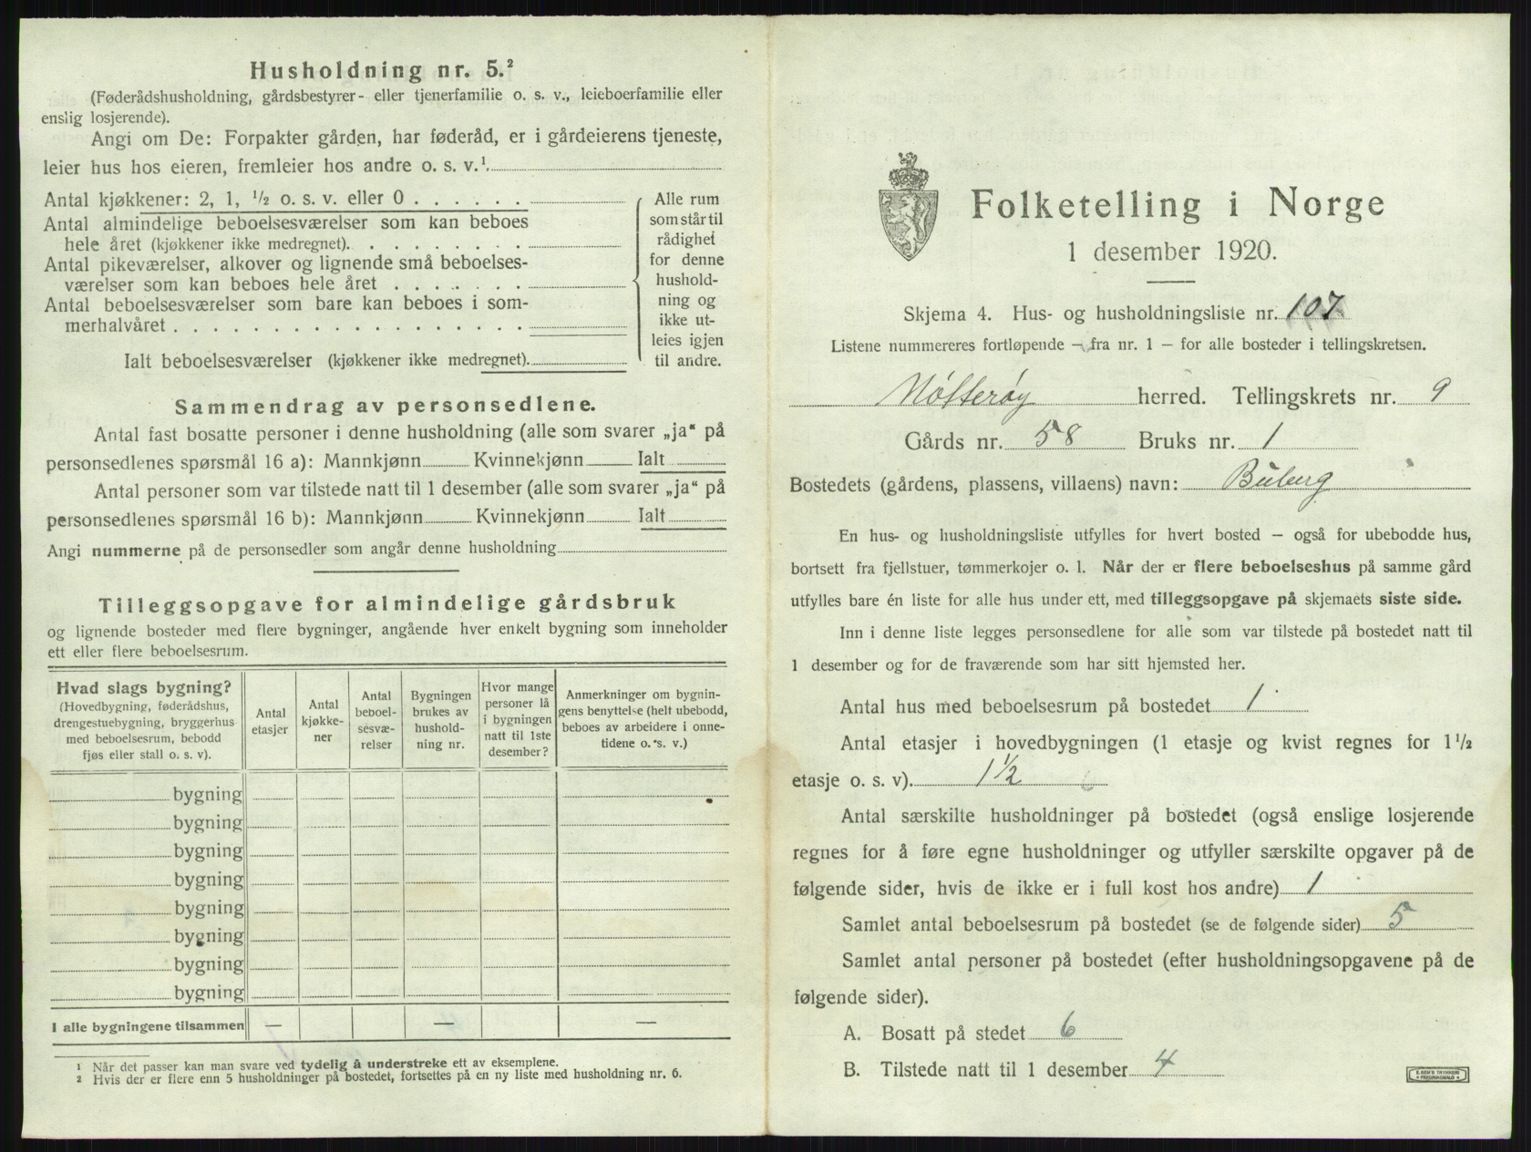 Husholdning nr. 5.²
(Føderådshusholdning, gårdsbestyrer- eller tjenerfamilie o. s. v., leieboerfamilie eller
enslig losjerende).
Angi om De: Forpakter gården, har føderåd, er i gårdeierens tjeneste,
leier hus hos eieren, fremleier hos andre o. s. v.¹.
Antal kjøkkener: 2, 1, ½ o. s. v. eller 0
Antal almindelige beboelsesværelser som kan beboes
hele året (kjøkkener ikke medregnet).
Antal pikeværelser, alkover og lignende små beboelses-
værelser som kan beboes hele året
Antal beboelsesværelser som bare kan beboes i som-
merhalvåret
Alle rum
som står til
rådighet
for denne
hushold-
ning og
ikke ut-
leies igjen
til andre.
Ialt beboelsesværelser (kjøkkener ikke medregnet).
Sammendrag av personsedlene.
Antal fast bosatte personer i denne husholdning (alle som svarer „ja“ på
personsedlenes spørsmål 16 a): Mannkjønn Kvinnekjønn Ialt
Antal personer som var tilstede natt til 1 desember (alle som svarer „ja“ på
personsedlenes spørsmål 16 b): Mannkjønn Kvinnekjønn Ialt
Angi nummerne på de personsedler som angår denne husholdning
Tilleggsopgave for almindelige gårdsbruk
og lignende bosteder med flere bygninger, angående hver enkelt bygning som inneholder
ett eller flere beboelsesrum.
Hvad slags bygning?
(Hovedbygning, føderådshus,
drengestuebygning, bryggerhus
med beboelsesrum, bebodd
fjøs eller stall o. s. v).
Antal
etasjer
Antal
kjøkke-
ner
Antal
beboel-
sesvæ-
relser
Bygningen
brukes av
hushold-
ning nr.
Hvor mange
personer lå
i bygningen
natt til 1ste
desember?
Anmerkninger om bygnin-
gens benyttelse (helt ubebodd,
beboes av arbeidere i onne-
tidene o. s. v.)
bygning
bygning
bygning
bygning
bygning
bygning
bygning
bygning
I alle bygningene tilsammen — — —
¹ Når det passer kan man svare ved tydelig å understreke ett av eksemplene.
² Hvis der er flere enn 5 husholdninger på bostedet, fortsettes på en ny liste med husholdning nr. 6.
Folketelling i Norge
1 desember 1920.
Skjema 4. Hus- og husholdningsliste nr. 107
Listene nummereres fortløpende – fra nr. 1 – for alle bosteder i tellingskretsen.
Nøtterøy herred. Tellingskrets nr. 9
Gårds nr. 58 Bruks nr. 1
Bostedets (gårdens, plassens, villaens) navn: Buberg
En hus- og husholdningsliste utfylles for hvert bosted – også for ubebodde hus,
bortsett fra fjellstuer, tømmerkojer o. l. Når der er flere beboelseshus på samme gård
utfylles bare én liste for alle hus under ett, med tilleggsopgave på skjemaets siste side.
Inn i denne liste legges personsedlene for alle som var tilstede på bostedet natt til
1 desember og for de fraværende som har sitt hjemsted her.
Antal hus med beboelsesrum på bostedet 1
Antal etasjer i hovedbygningen (1 etasje og kvist regnes for 1½
etasje o. s. v). 1½
Antal særskilte husholdninger på bostedet (også enslige losjerende
regnes for å føre egne husholdninger og utfyller særskilte opgaver på de
følgende sider, hvis de ikke er i full kost hos andre) 1
Samlet antal beboelsesrum på bostedet (se de følgende sider) 5
Samlet antal personer på bostedet (efter husholdningsopgavene på de
følgende sider).
A. Bosatt på stedet 6
B. Tilstede natt til 1 desember 4